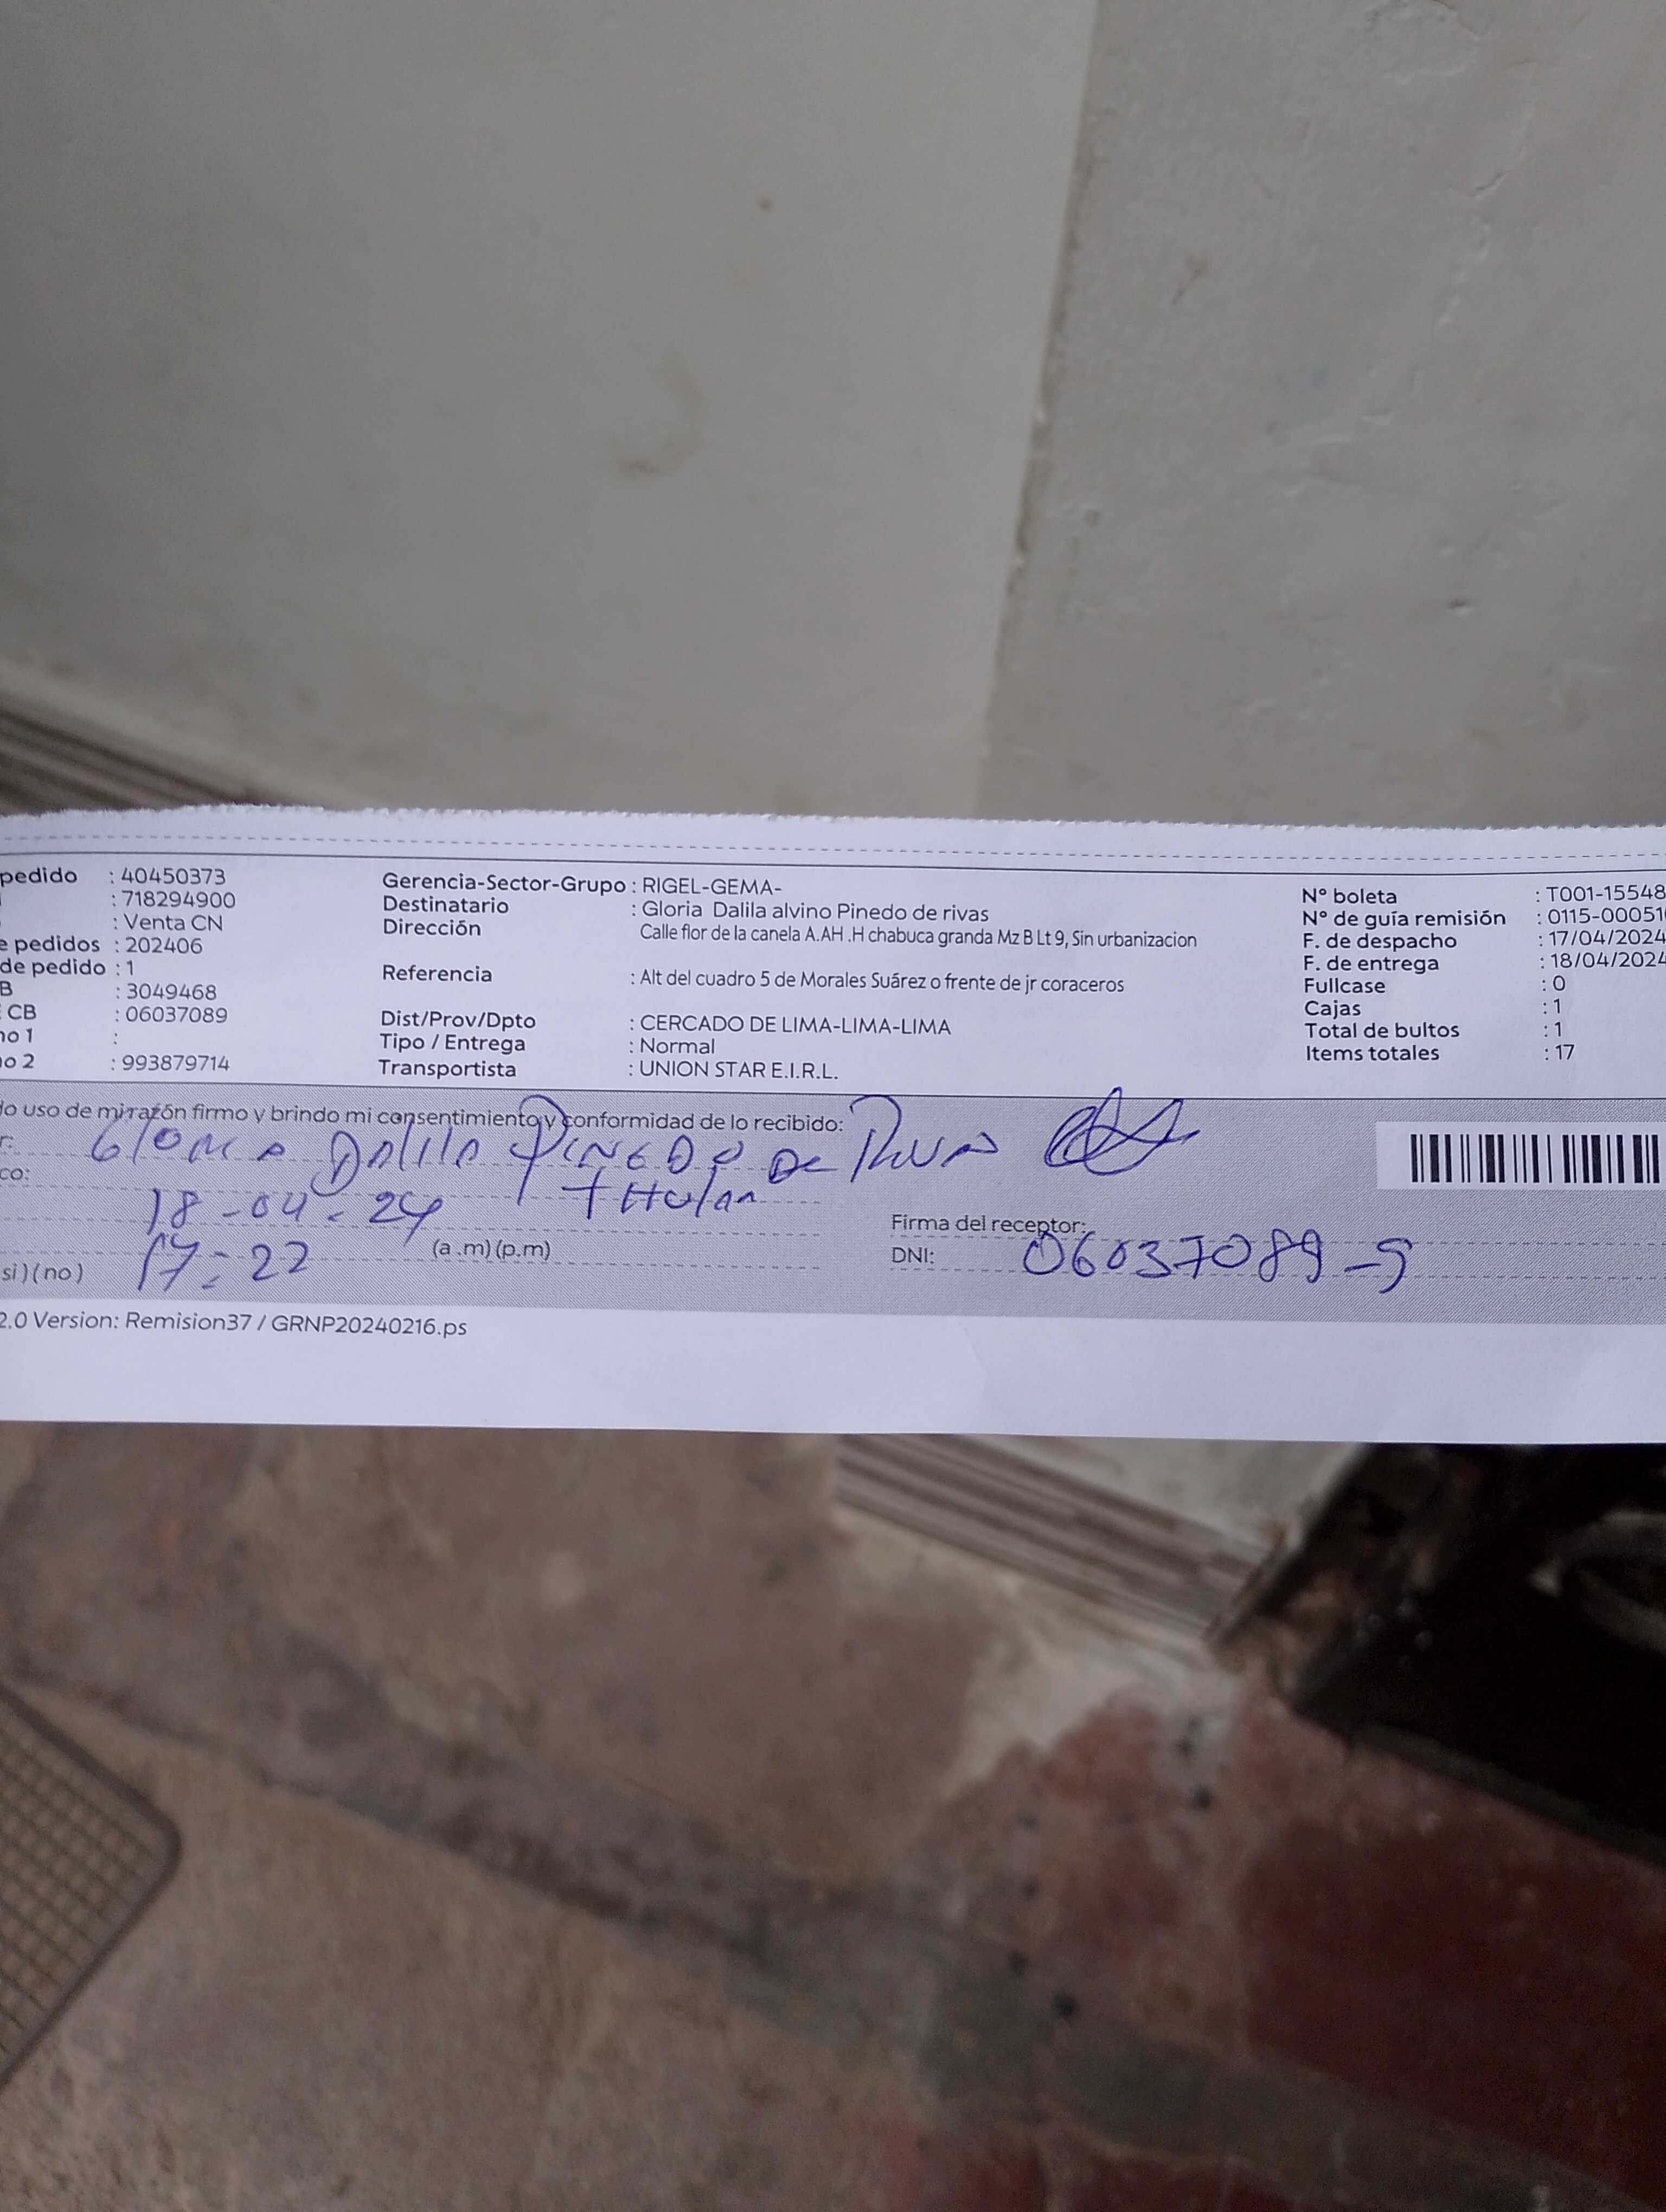 pedido : 40450373
: 718294900
: Venta CN
e pedidos : 202406
de pedido : 1
B : 3049468
CB : 06037089
no 1 :
o 2 : 993879714
Gerencia-Sector-Grupo : RIGEL-GEMA-
Destinatario : Gloria Dalila alvino Pinedo de rivas
Dirección Calle flor de la canela A.AH .H chabuca granda Mz B Lt 9, Sin urbanizacion
Referencia : Alt del cuadro 5 de Morales Suárez o frente de jr coraceros
Dist/Prov/Dpto : CERCADO DE LIMA-LIMA-LIMA
Tipo / Entrega : Normal
Transportista : UNION STAR E.I.R.L.
N° boleta : T001-15548
N° de guía remisión : 0115-00051
F. de despacho : 17/04/2024
F. de entrega : 18/04/2024
Fullcase : 0
Cajas : 1
Total de bultos : 1
Items totales : 17
do uso de mi razón firmo y brindo mi consentimiento y conformidad de lo recibido:
r: Gloria Dalila PINEDO De Rivas
co: titular
18-04-24
17:22 (a .m) (p.m)
si ) ( no )
Firma del receptor:
DNI: 06037089-9
2.0 Version: Remision37 / GRNP20240216.ps